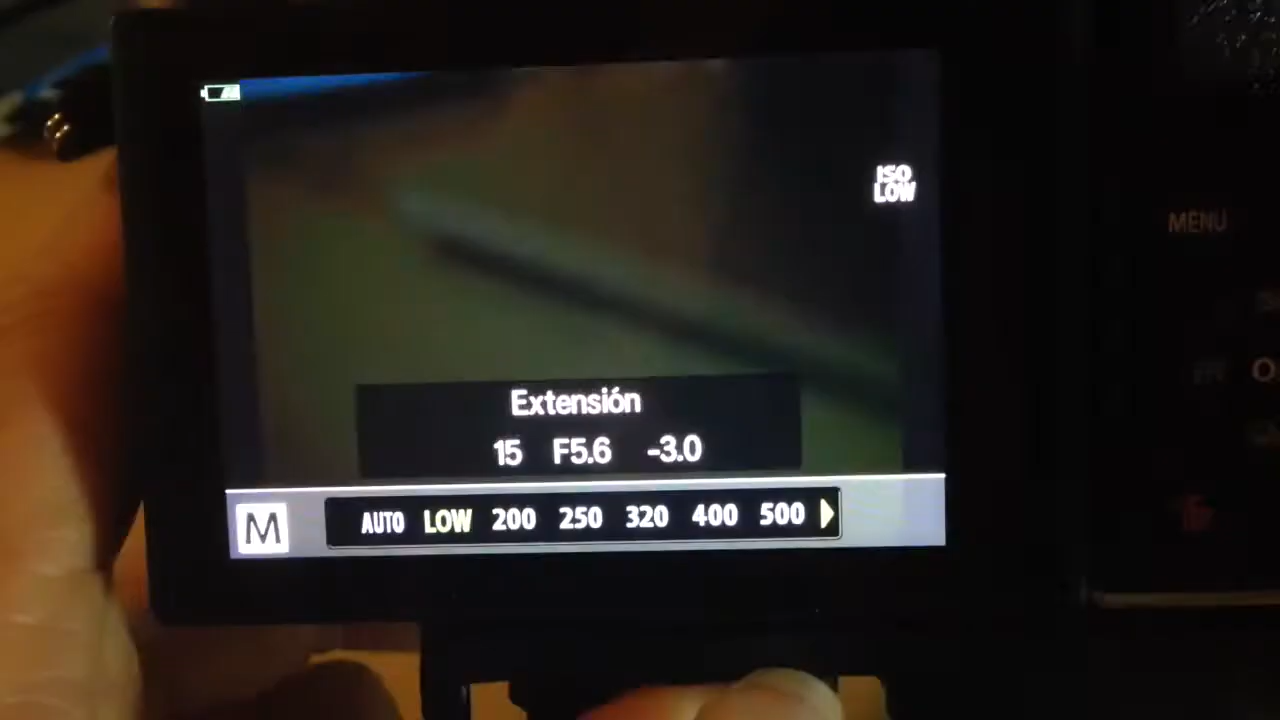 ISO
LOW
MENU
Extensión
15 F5.6 -3.0
M AUTO LOW 200 250 320 400 500